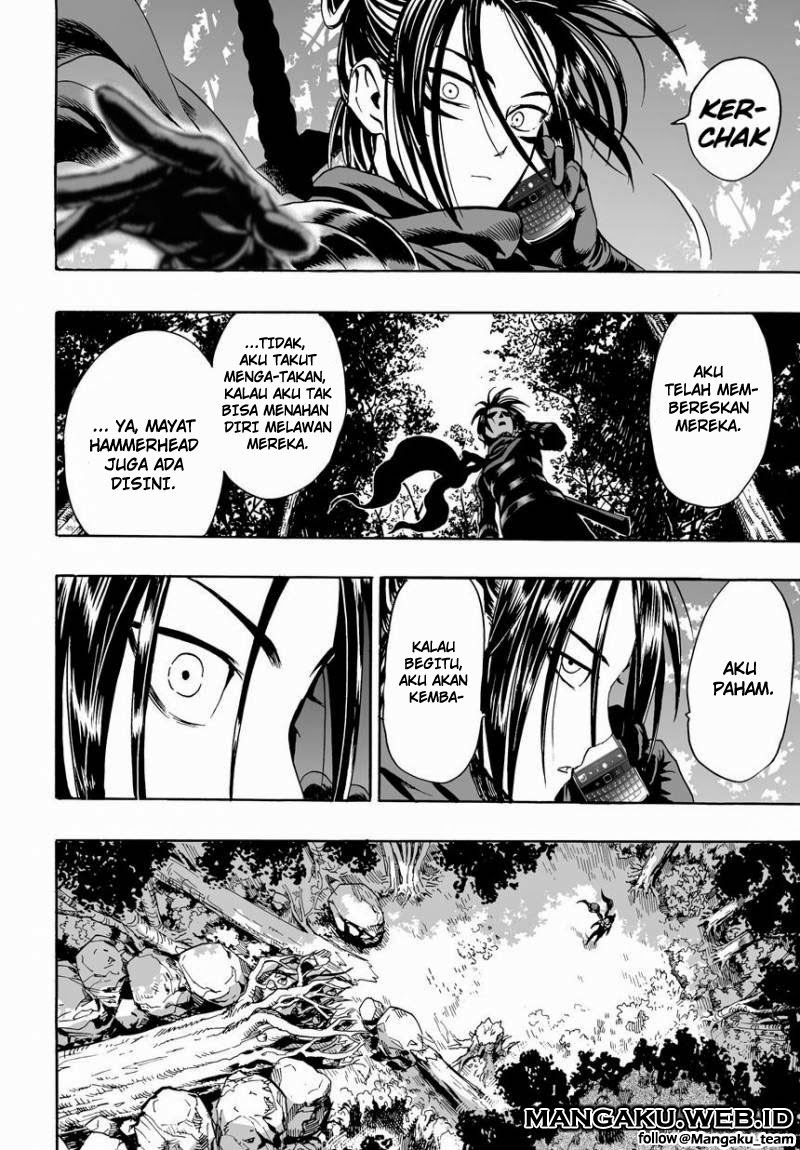 KER-
CHAK
AKU
TELAH MEM-
BERESKAN
MEREKA.
...TIDAK,
AKU TAKUT
MENGA-TAKAN,
KALAU AKU TAK
BISA MENAHAN
DIRI MELAWAN
MEREKA.
... YA, MAYAT
HAMMERHEAD
JUGA ADA
DISINI.
AKU
PAHAM.
KALAU
BEGITU,
AKU AKAN
KEMBA-
MANGAKU.WEB.ID
follow @Mangaku_team